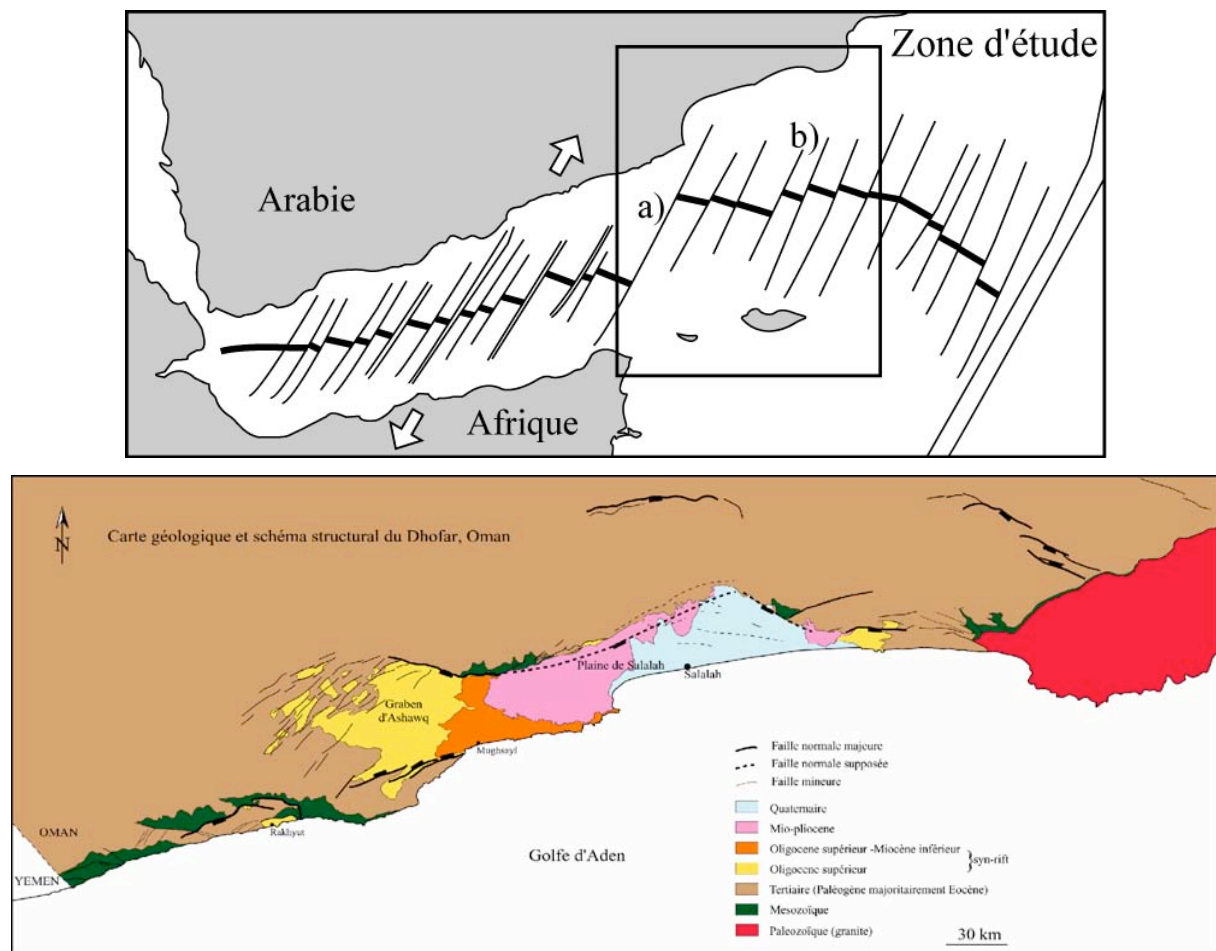 Zone d'étude
b)
Arabie
a)
Afrique
Carte géologique et schéma structural du Dhofar, Oman
N
Plaine de Salalah
Salalah
Graben
d'Ashawq
Mughsayl
Faille normale majeure
Faille normale supposée
Faille mineure
Quaternaire
Mio-pliocene
Oligocene supérieur -Miocène inférieur
Oligocene supérieur
}syn-rift
Tertiaire (Paléogène majoritairement Eocène)
Mesozoïque
Paleozoïque (granite)
30 km
OMAN
Rakhyut
Golfe d'Aden
YEMEN